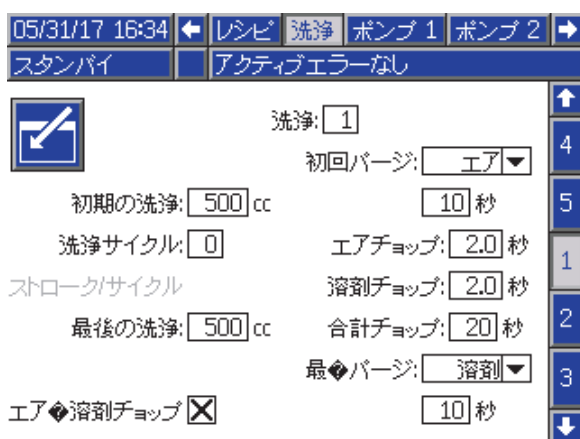 05/31/17 16:34 レシピ 洗浄 ポンプ 1 ポンプ 2
スタンバイ アクティブエラーなし
洗浄: 1
初回パージ: エア
初期の洗浄: 500 cc 10 秒
洗浄サイクル: 0 エアチョップ: 2.0 秒
ストローク/サイクル 溶剤チョップ: 2.0 秒
最後の洗浄: 500 cc 合計チョップ: 20 秒
最�パージ: 溶剤
エア�溶剤チョップ 10 秒
4
5
1
2
3